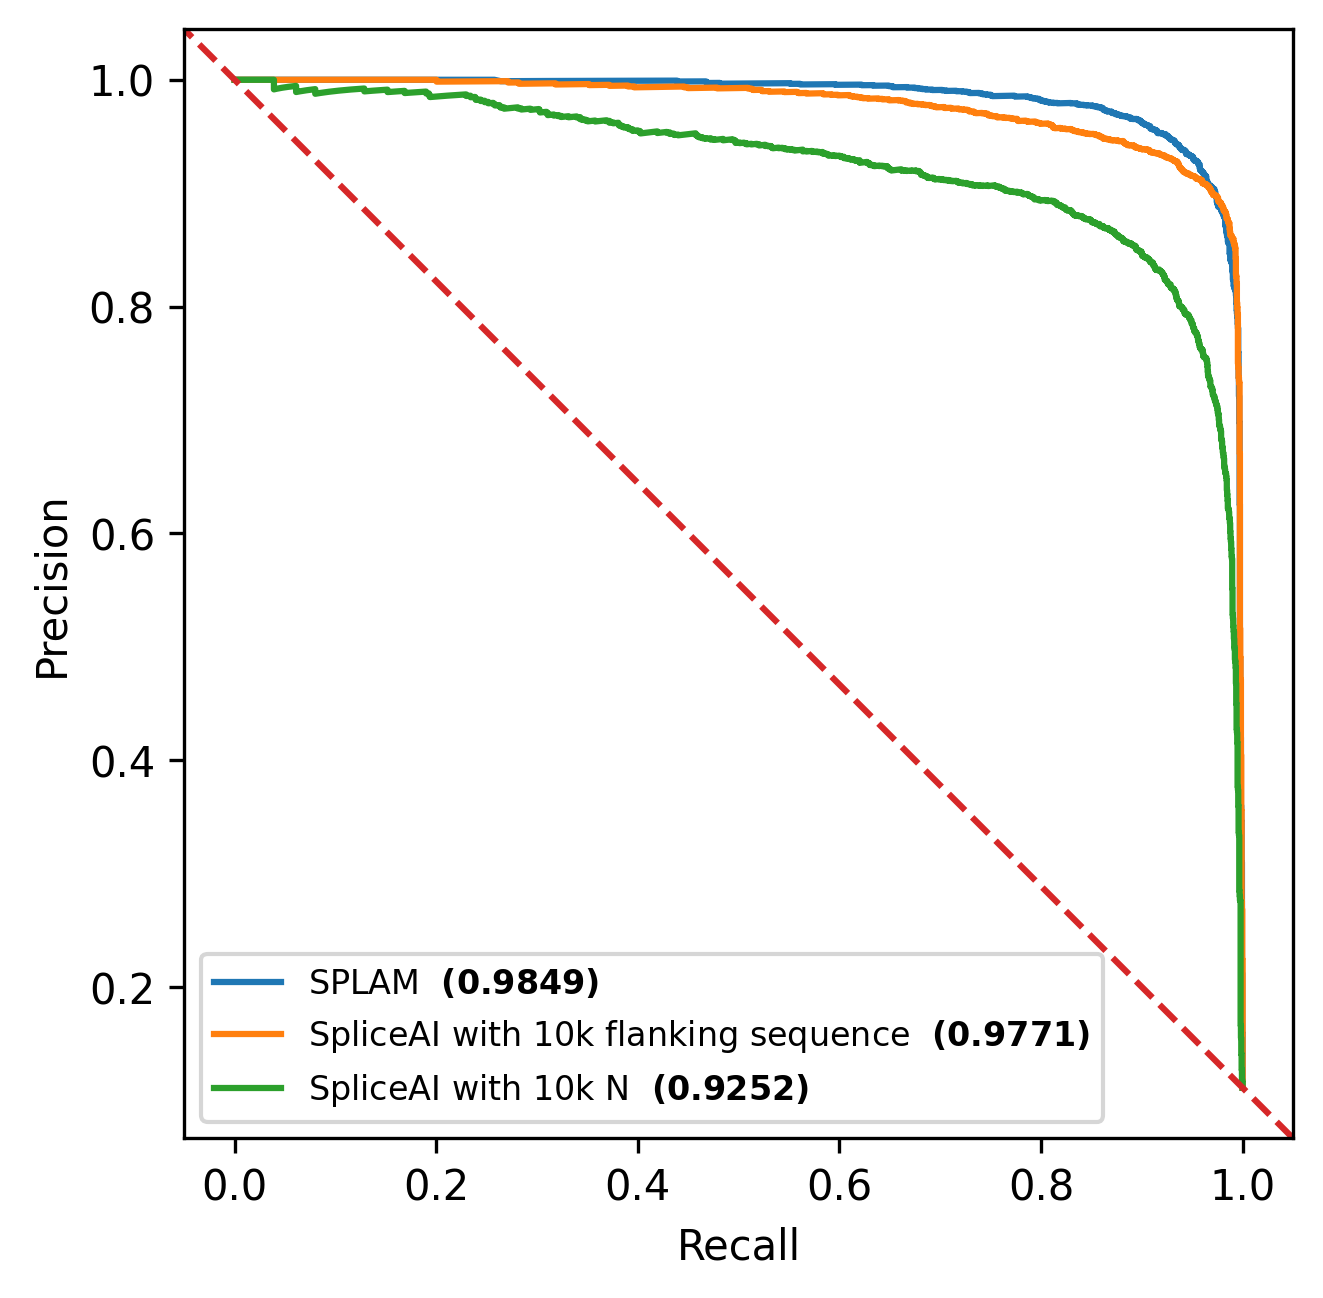 1.0
0.8
0.6
0.4
0.2
Precision
SPLAM (0.9849)
SpliceAI with 10k flanking sequence (0.9771)
SpliceAI with 10k N (0.9252)
0.0 0.2 0.4 0.6 0.8 1.0
Recall